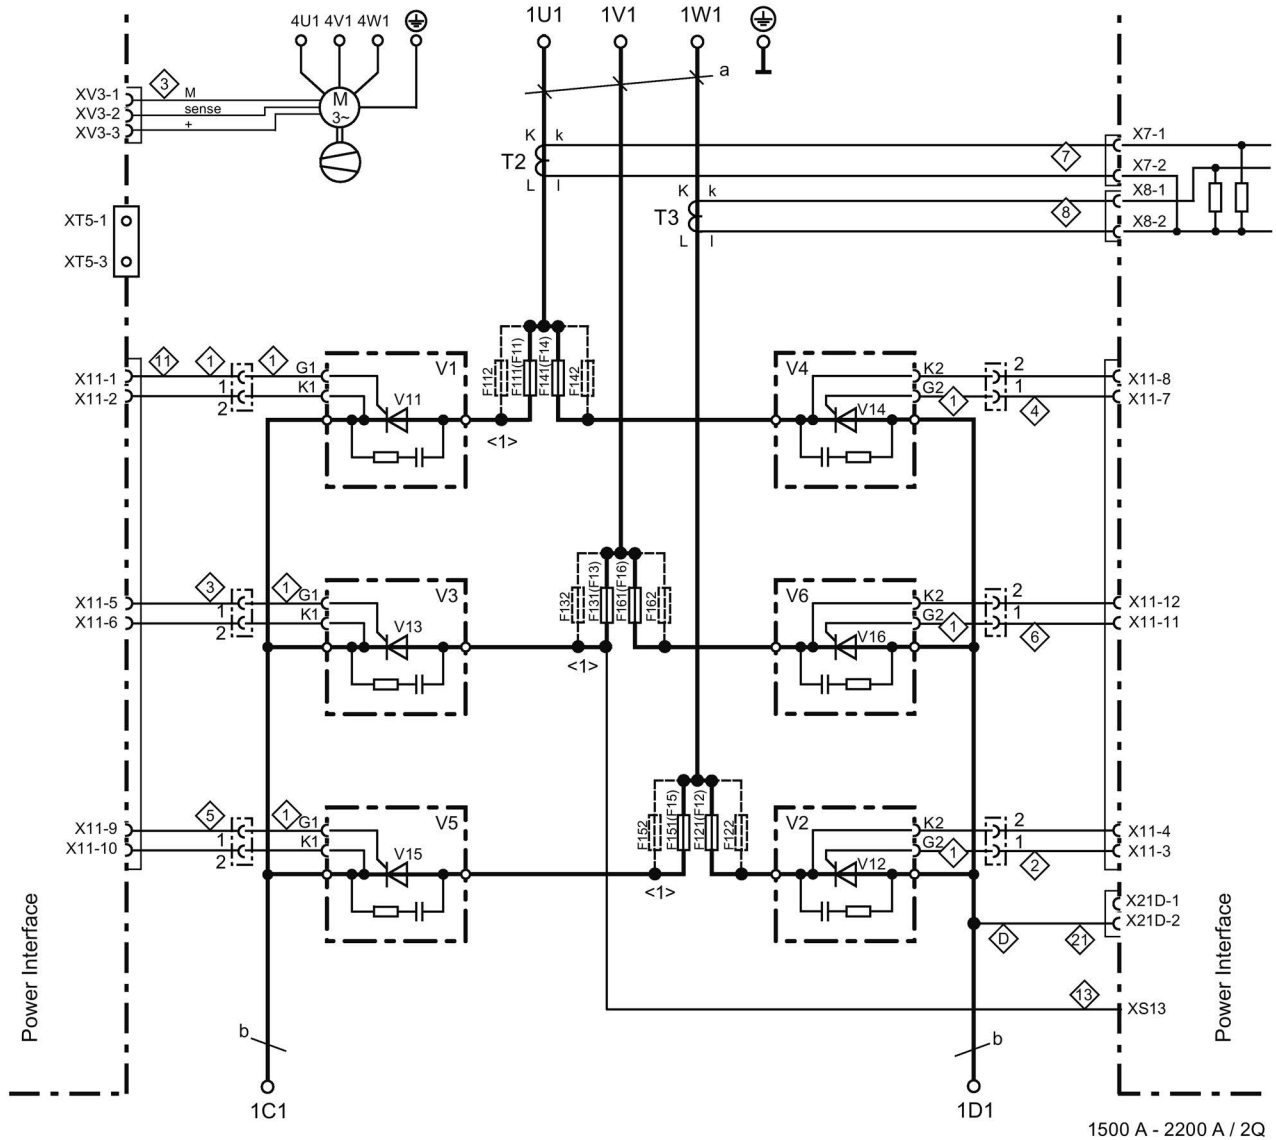 4U1 4V1 4W1
1U1 1V1 1W1
a
3
XV3-1 M
XV3-2 sense
XV3-3 +
M
3~
K k
T2
L l
7
X7-1
X7-2
K k
T3
L l
8
X8-1
X8-2
XT5-1
XT5-3
F112
F111(F11)
F141(F14)
F142
11 1 1
X11-1
X11-2
1
2
G1
K1
V1
V11
<1>
V4
V14
K2
G2
1
2
1
4
X11-8
X11-7
F132
F131(F13)
F161(F16)
F162
3 1
X11-5
X11-6
1
2
G1
K1
V3
V13
<1>
V6
V16
K2
G2
1
2
1
6
X11-12
X11-11
F152
F151(F15)
F121(F12)
F122
5 1
X11-9
X11-10
1
2
G1
K1
V5
V15
<1>
V2
V12
K2
G2
1
2
1
2
X11-4
X11-3
X21D-1
X21D-2
D 21
13
XS13
Power Interface
Power Interface
b
b
1C1
1D1
1500 A - 2200 A / 2Q